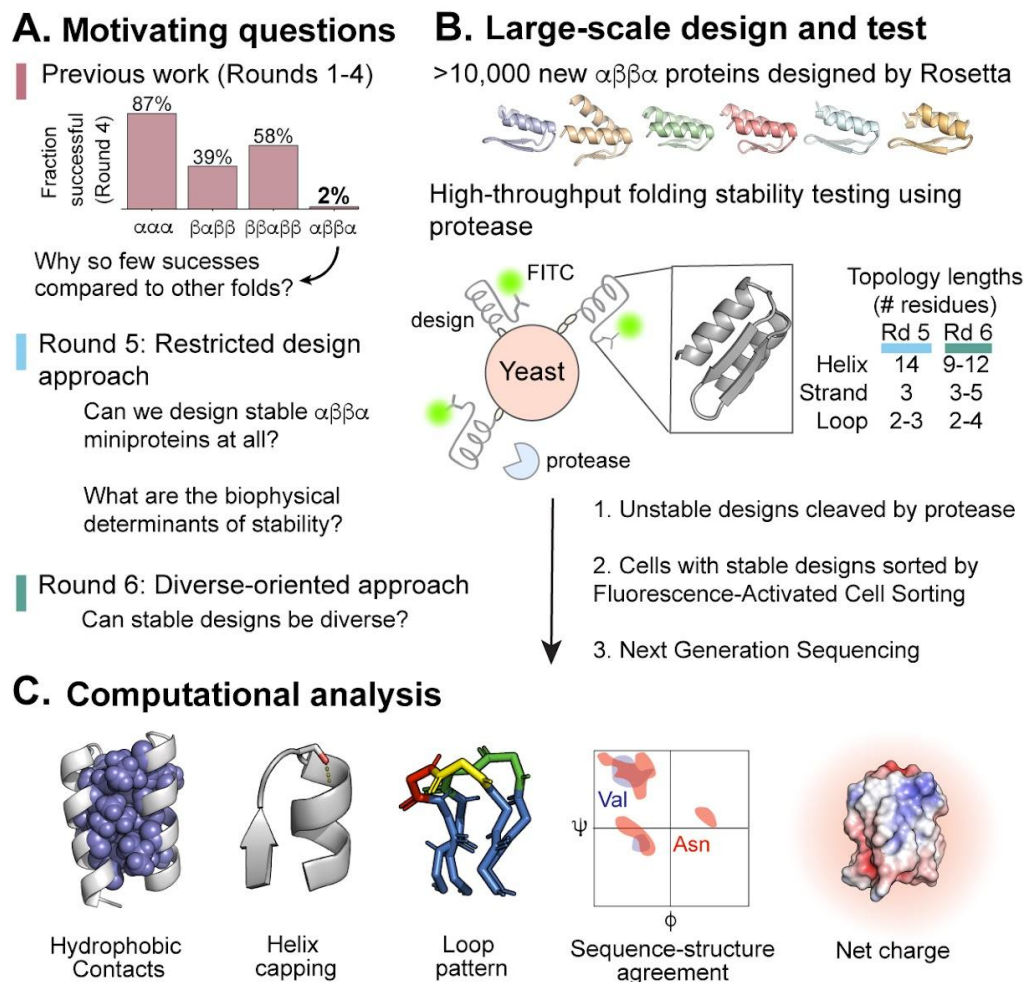 A. Motivating questions
Previous work (Rounds 1-4)
Fraction
successful
(Round 4)
87%
39%
58%
2%
ααα
βαββ
ββαββ
αββα
Why so few sucesses
compared to other folds?
Round 5: Restricted design
approach
Can we design stable αββα
miniproteins at all?
What are the biophysical
determinants of stability?
Round 6: Diverse-oriented approach
Can stable designs be diverse?
B. Large-scale design and test
>10,000 new αββα proteins designed by Rosetta
High-throughput folding stability testing using
protease
FITC
design
Yeast
protease
Topology lengths
(# residues)
Rd 5 Rd 6
Helix 14 9-12
Strand 3 3-5
Loop 2-3 2-4
1. Unstable designs cleaved by protease
2. Cells with stable designs sorted by
Fluorescence-Activated Cell Sorting
3. Next Generation Sequencing
C. Computational analysis
Hydrophobic
Contacts
Helix
capping
Loop
pattern
Val
Asn
ψ
ϕ
Sequence-structure
agreement
Net charge